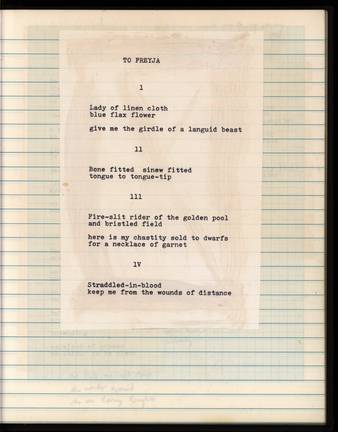 TO FREYJA
1
Lady of linen cloth
blue flax flower
give me the girdle of a languid beast
11
Bone fitted sinew fitted
tongue to tongue-tip
111
Fire-slit rider of the golden pool
and bristled field
here is my chastity sold to dwarfs
for a necklace of garnet
1V
Straddled-in-blood
keep me from the wounds of distance